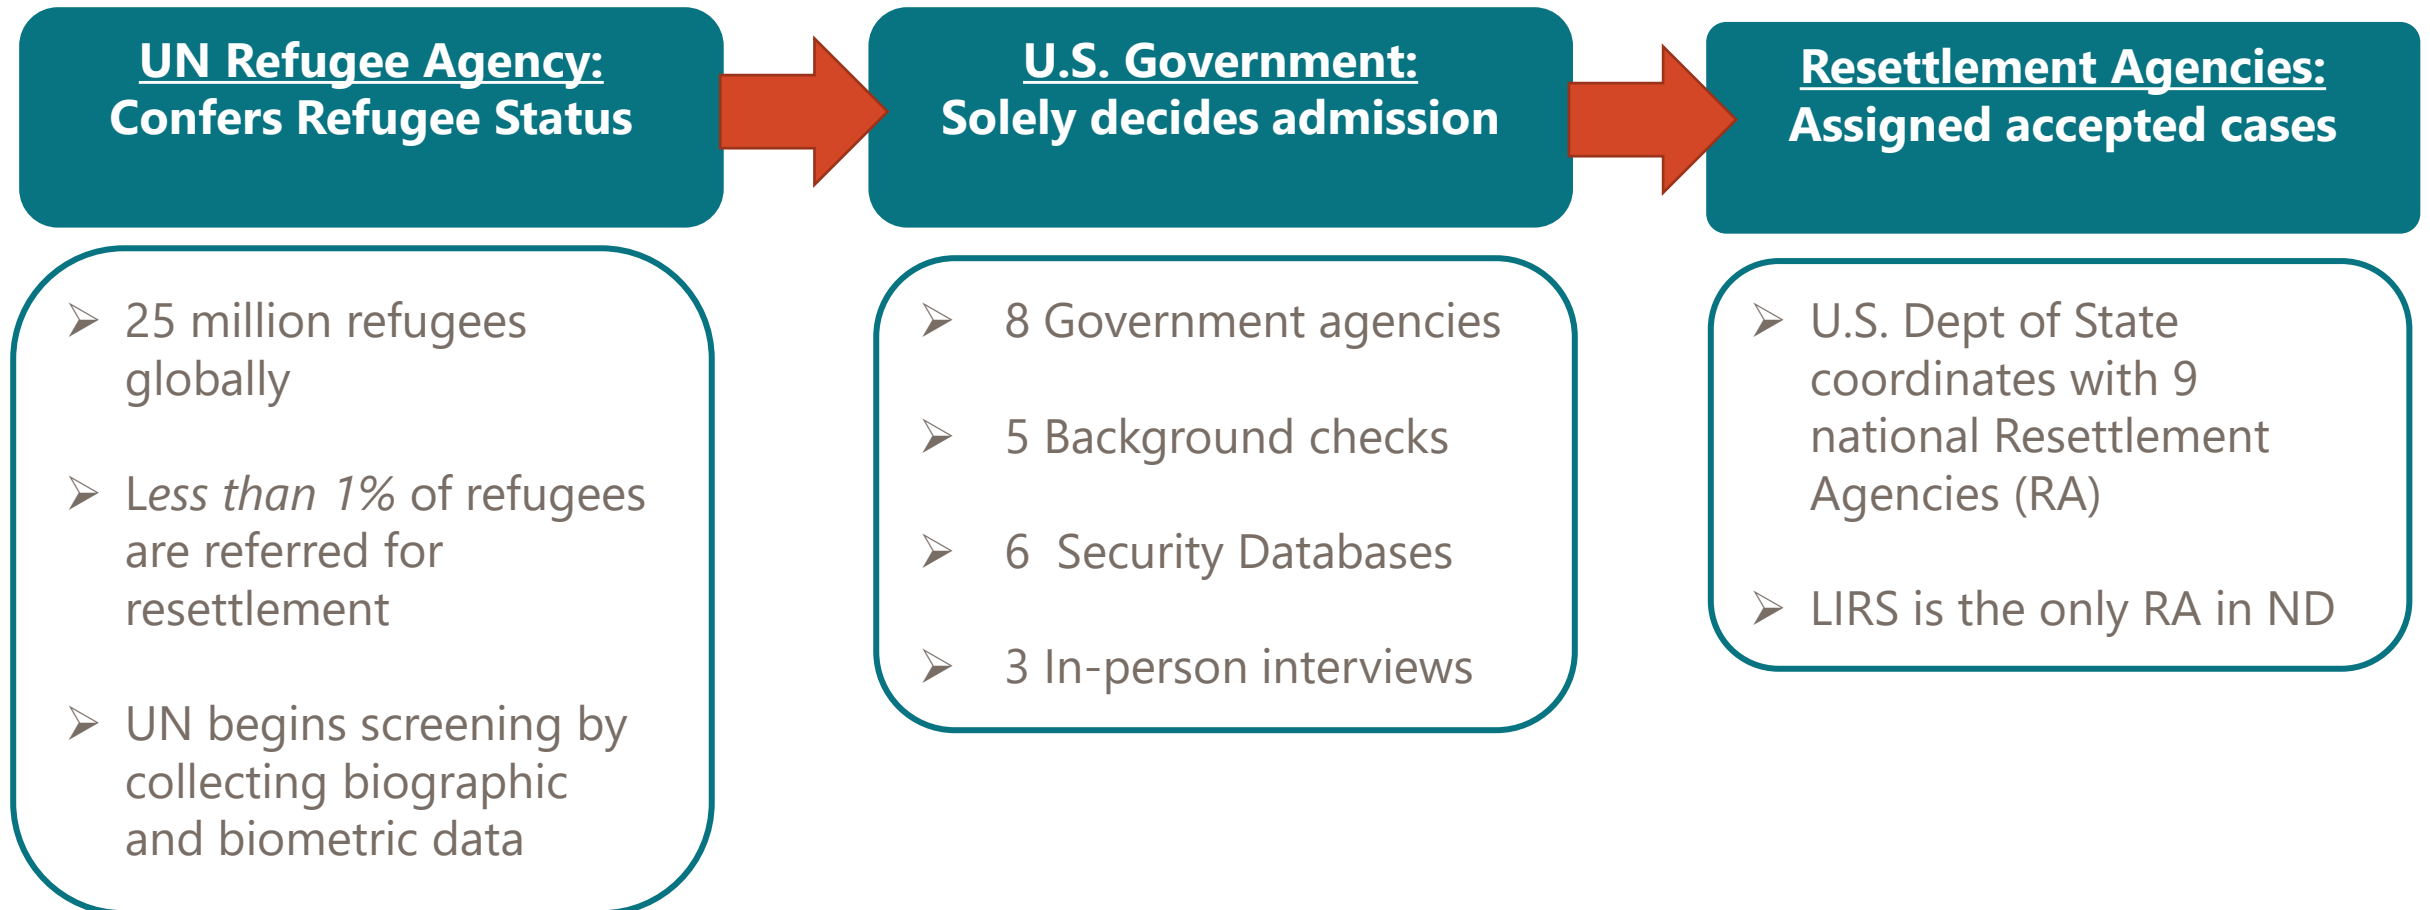 UN Refugee Agency:
Confers Refugee Status
U.S. Government:
Solely decides admission
Resettlement Agencies:
Assigned accepted cases
➢ 25 million refugees
globally
➢ Less than 1% of refugees
are referred for
resettlement
➢ UN begins screening by
collecting biographic
and biometric data
➢ 8 Government agencies
➢ 5 Background checks
➢ 6 Security Databases
➢ 3 In-person interviews
➢ U.S. Dept of State
coordinates with 9
national Resettlement
Agencies (RA)
➢ LIRS is the only RA in ND